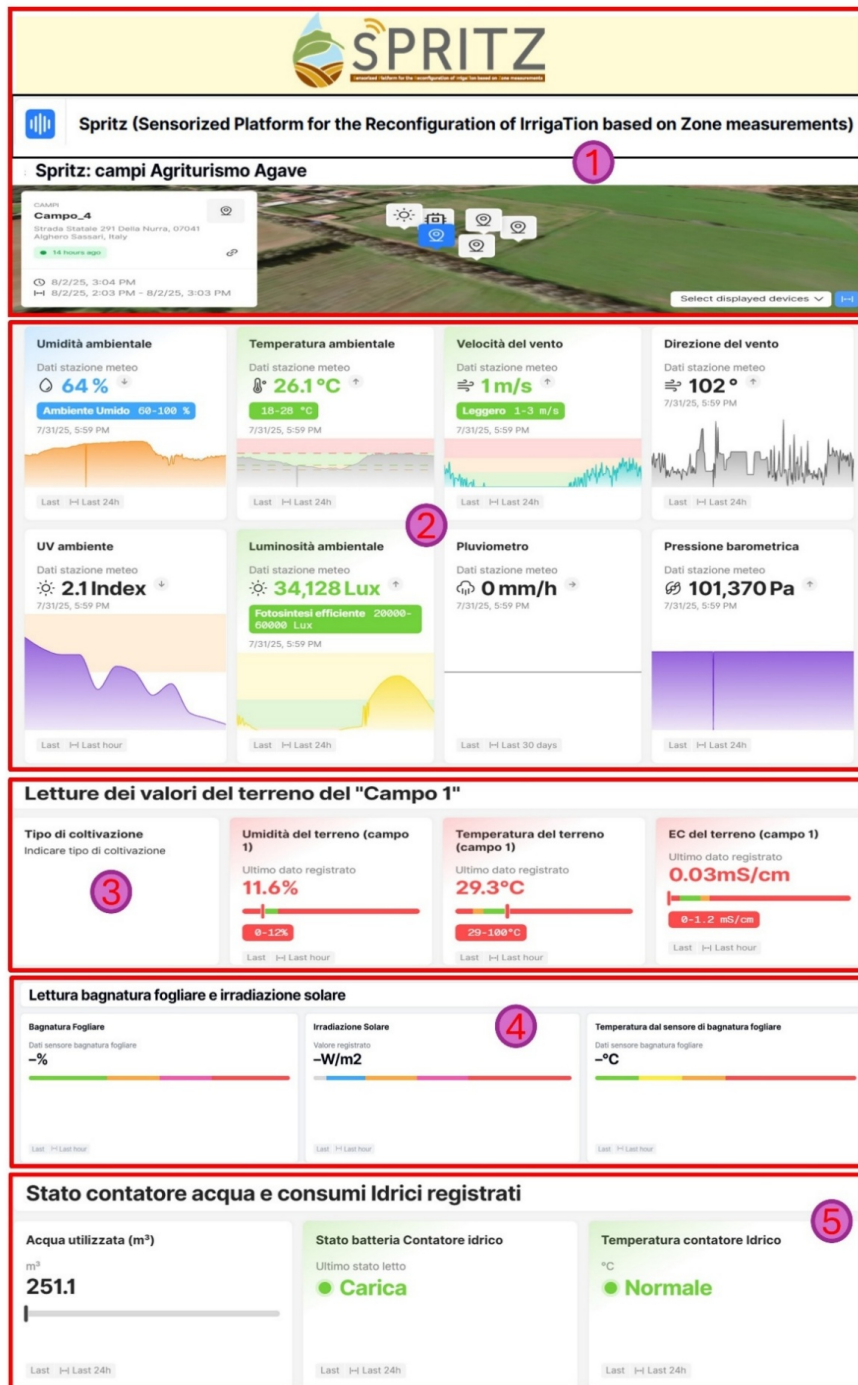 SPRITZ
Sensorized Platform for the Reconfiguration of IrrigaTion based on Zone measurements
Spritz (Sensorized Platform for the Reconfiguration of IrrigaTion based on Zone measurements)
1
Spritz: campi Agriturismo Agave
CAMPI
Campo_4
Strada Statale 291 Della Nurra, 07041
Alghero Sassari, Italy
14 hours ago
8/2/25, 3:04 PM
8/2/25, 2:03 PM - 8/2/25, 3:03 PM
Select displayed devices
Umidità ambientale
Dati stazione meteo
64 %
Ambiente Umido 60-100 %
7/31/25, 5:59 PM
Last Last 24h
Temperatura ambientale
Dati stazione meteo
26.1 °C
18-28 °C
7/31/25, 5:59 PM
Last Last 24h
Velocità del vento
Dati stazione meteo
1 m/s
Leggero 1-3 m/s
7/31/25, 5:59 PM
Last Last 24h
Direzione del vento
Dati stazione meteo
102 °
7/31/25, 5:59 PM
Last Last 24h
2
UV ambiente
Dati stazione meteo
2.1 Index
7/31/25, 5:59 PM
Last Last hour
Luminosità ambientale
Dati stazione meteo
34,128 Lux
Fotosintesi efficiente 20000-
60000 Lux
7/31/25, 5:59 PM
Last Last 24h
Pluviometro
Dati stazione meteo
0 mm/h
7/31/25, 5:59 PM
Last Last 30 days
Pressione barometrica
Dati stazione meteo
101,370 Pa
7/31/25, 5:59 PM
Last Last 24h
Letture dei valori del terreno del "Campo 1"
Tipo di coltivazione
Indicare tipo di coltivazione
3
Umidità del terreno (campo
1)
Ultimo dato registrato
11.6%
0-12%
Last Last hour
Temperatura del terreno
(campo 1)
Ultimo dato registrato
29.3°C
29-100°C
Last Last hour
EC del terreno (campo 1)
Ultimo dato registrato
0.03mS/cm
0-1.2 mS/cm
Last Last hour
Lettura bagnatura fogliare e irradiazione solare
4
Bagnatura Fogliare
Dati sensore bagnatura fogliare
–%
Last Last hour
Irradiazione Solare
Valore registrato
–W/m2
Last Last hour
Temperatura dal sensore di bagnatura fogliare
Dati sensore bagnatura fogliare
–°C
Last Last hour
Stato contatore acqua e consumi Idrici registrati
5
Acqua utilizzata (m³)
m³
251.1
Last Last 24h
Stato batteria Contatore idrico
Ultimo stato letto
Carica
Last Last 24h
Temperatura contatore Idrico
°C
Normale
Last Last 24h